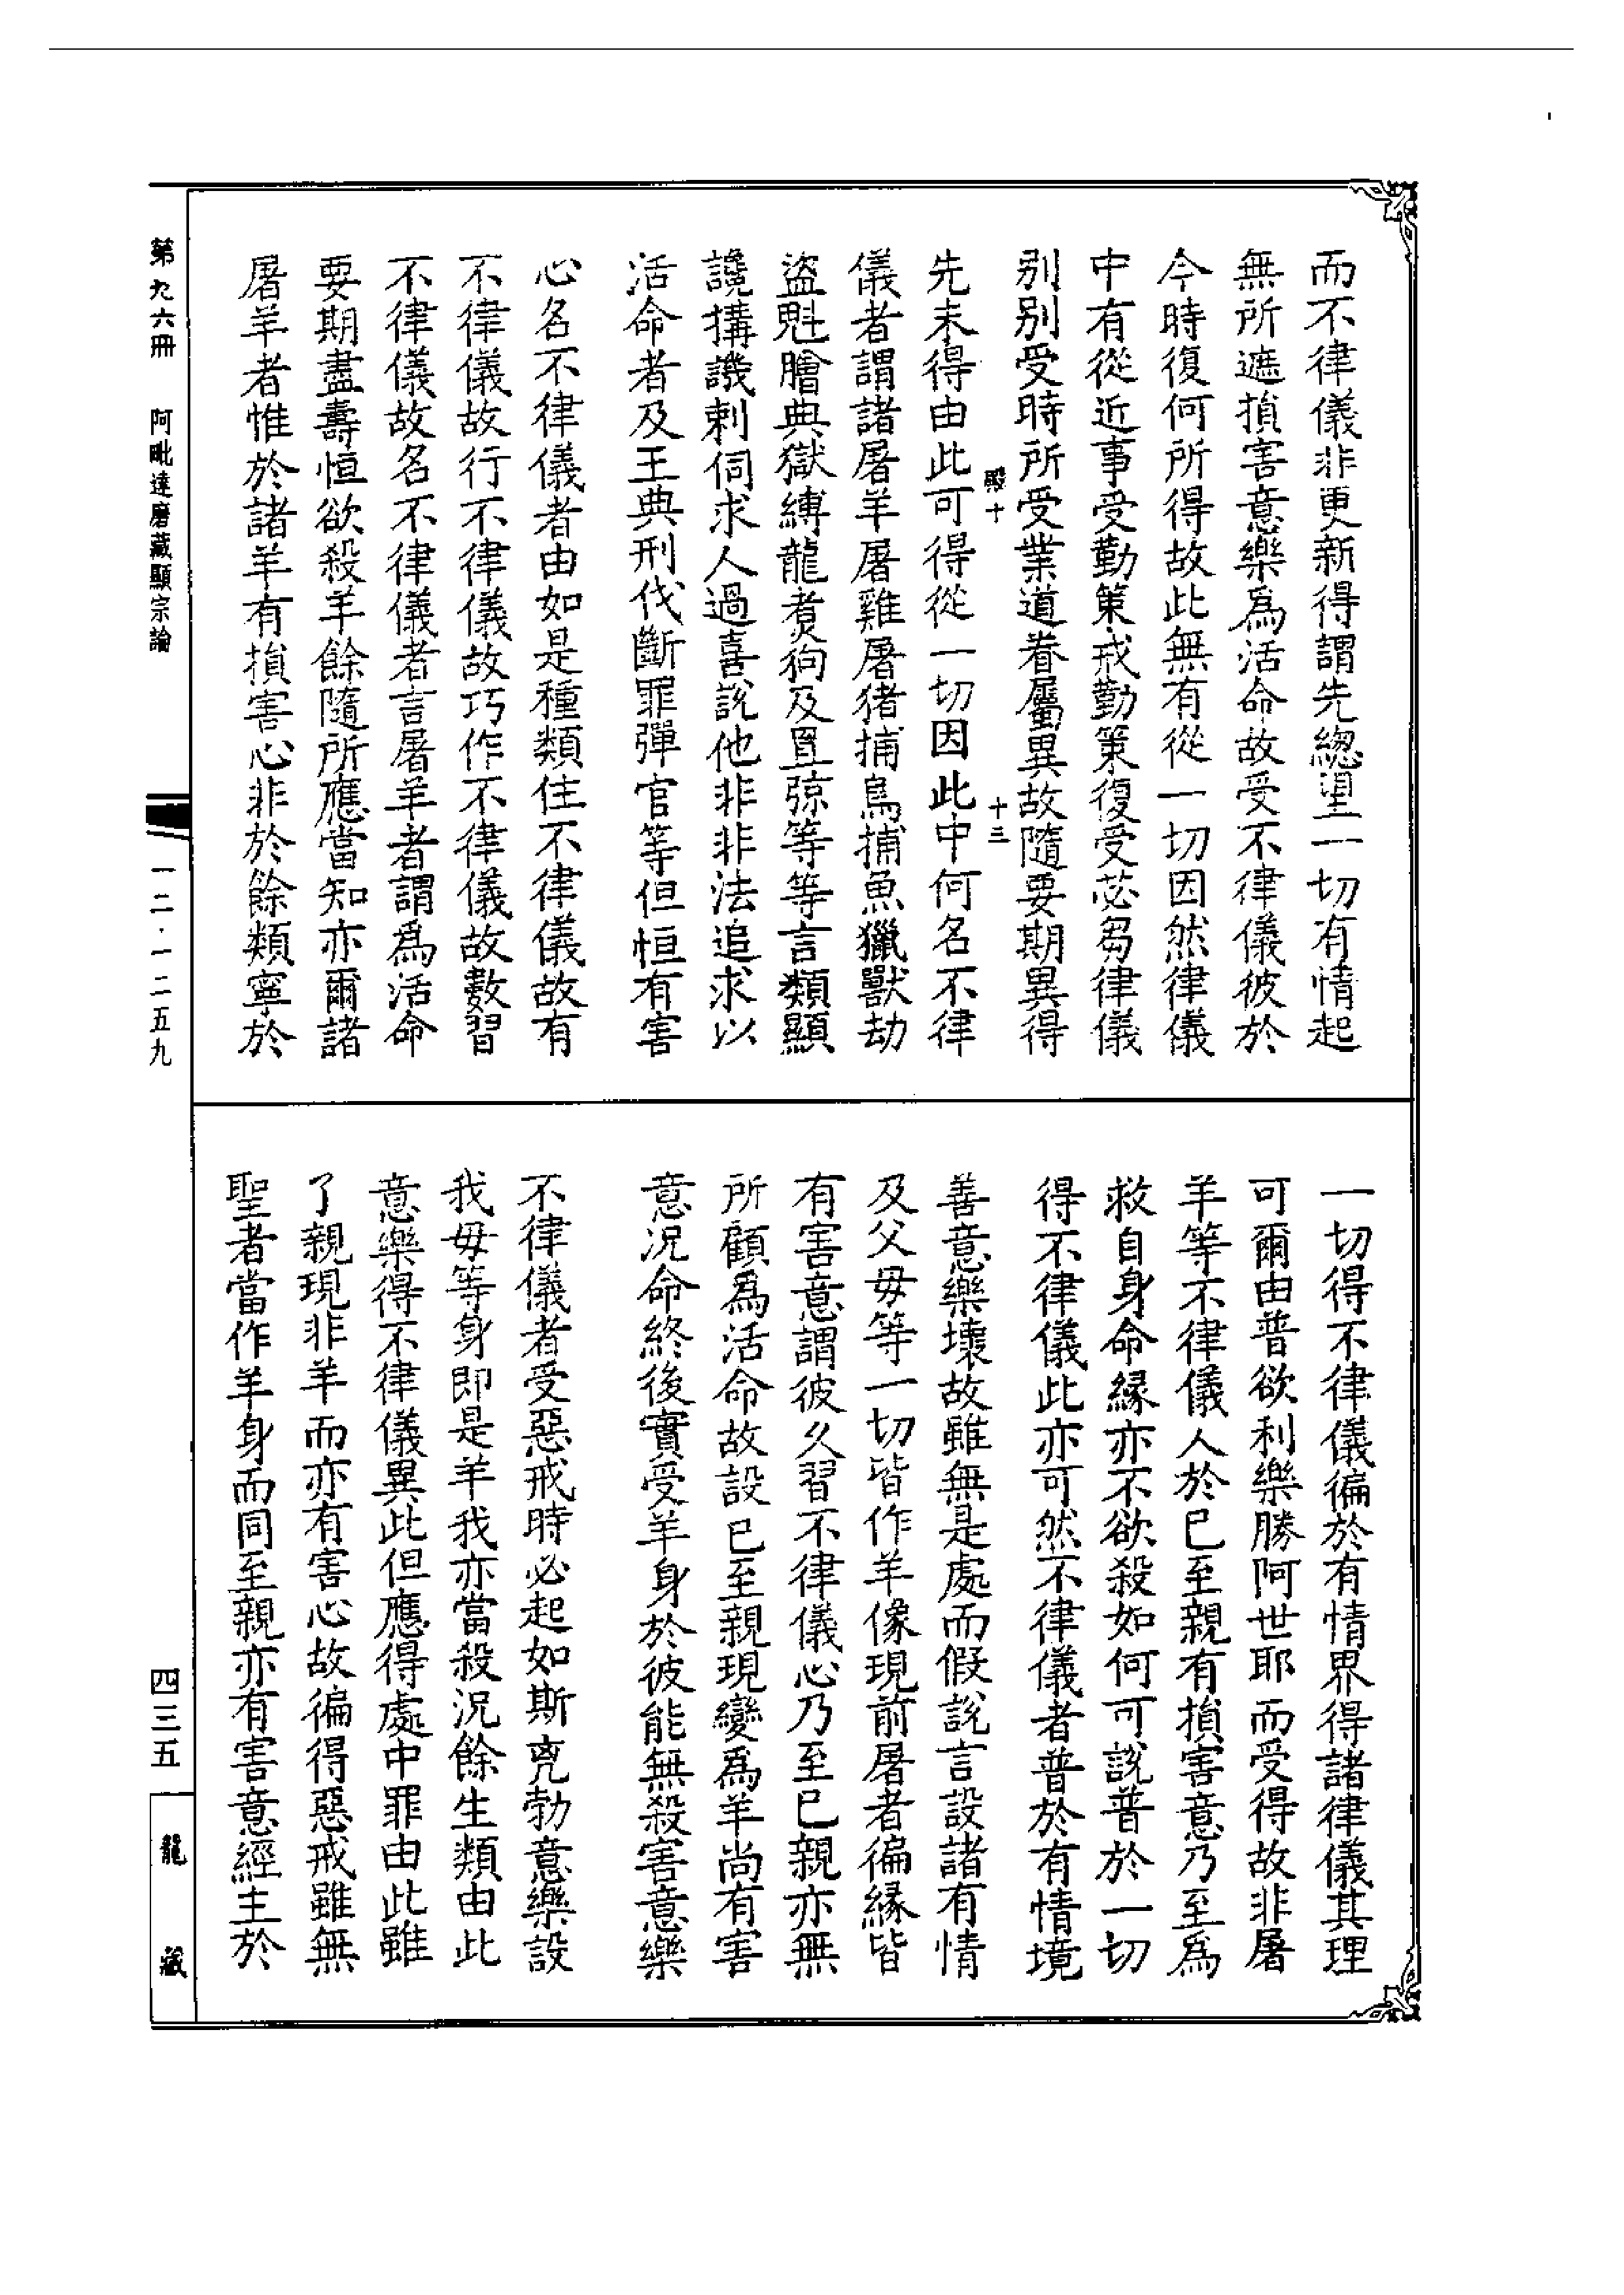 而不律儀非更新得謂先總望一切有情起
無所遮損害意樂為活命故受不律儀彼於
今時復何所得故此無有從一切因然律儀
中有從近事受勤策戒勤策復受苾芻律儀
別別受時所受業道眷屬異故隨要期異得
殿十 十三
先未得由此可得從一切因此中何名不律
儀者謂諸屠羊屠雞屠猪捕鳥捕魚獵獸劫
盜魁膾典獄縛龍煑狗及罝弶等等言類顯
讒搆譏刺伺求人過喜說他非非法追求以
活命者及王典刑伐斷罪彈官等但恒有害
心名不律儀者由如是種類住不律儀故有
不律儀故行不律儀故巧作不律儀故數習
不律儀故名不律儀者言屠羊者謂為活命
要期盡壽恒欲殺羊餘隨所應當知亦爾諸
屠羊者惟於諸羊有損害心非於餘類寧於
一切得不律儀徧於有情界得諸律儀其理
可爾由普欲利樂勝阿世耶而受得故非屠
羊等不律儀人於已至親有損害意乃至為
救自身命縁亦不欲殺如何可說普於一切
得不律儀此亦可然不律儀者普於有情境
善意樂壞故雖無是處而假說言設諸有情
及父母等一切皆作羊像現前屠者徧縁皆
有害意謂彼久習不律儀心乃至已親亦無
所顧為活命故設已至親現變為羊尚有害
意況命終後實受羊身於彼能無殺害意樂
不律儀者受惡戒時必起如斯兇勃意樂設
我母等身即是羊我亦當殺況餘生類由此
意樂得不律儀異此但應得處中罪由此雖
了親現非羊而亦有害心故徧得惡戒雖無
聖者當作羊身而同至親亦有害意經主於
第九六冊 阿毗達磨藏顯宗論
一二·一二五九
四三五
龍藏